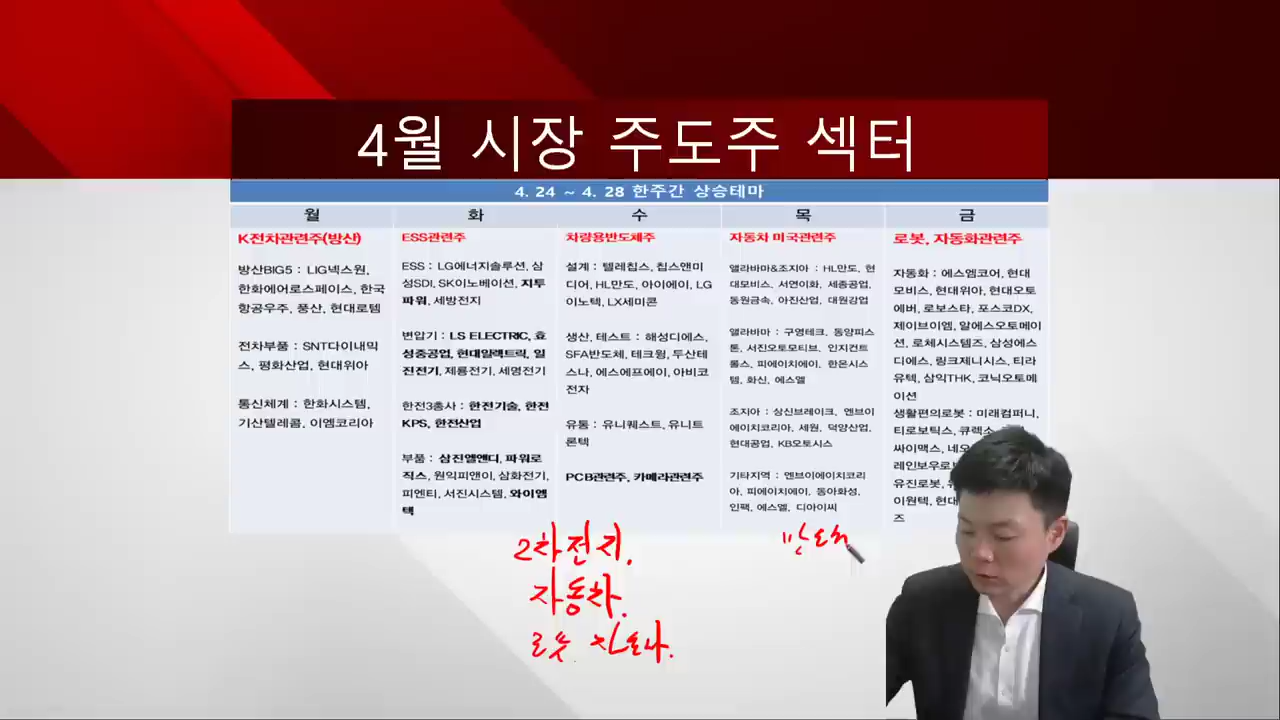 4월 시장 주도주 섹터
4. 24 ~ 4. 28 한주간 상승테마
월 화 수 목 금
K전차관련주(방산)
방산BIG5 : LIG넥스원,
한화에어로스페이스, 한국
항공우주, 풍산, 현대로템
전차부품 : SNT다이내믹
스, 평화산업, 현대위아
통신체계 : 한화시스템,
기산텔레콤, 이엠코리아
ESS관련주
ESS : LG에너지솔루션, 삼
성SDI, SK이노베이션, 지투
파워, 세방전지
변압기 : LS ELECTRIC, 효
성중공업, 현대일렉트릭, 일
진전기, 제룡전기, 세명전기
한전3총사 : 한전기술, 한전
KPS, 한전산업
부품 : 삼진엘앤디, 파워로
직스, 원익피앤이, 삼화전기,
피엔티, 서진시스템, 와이엠
텍
차량용반도체주
설계 : 텔레칩스, 칩스앤미
디어, HL만도, 아이에이, LG
이노텍, LX세미콘
생산, 테스트 : 해성디에스,
SFA반도체, 테크윙, 두산테
스나, 에스에프에이, 아비코
전자
유통 : 유니퀘스트, 유니트
론텍
PCB관련주, 카메라관련주
자동차 미국관련주
앨라바마&조지아 : HL만도, 현
대모비스, 서연이화, 세종공업,
동원금속, 아진산업, 대원강업
앨라바마 : 구영테크, 동양피스
톤, 서진오토모티브, 인지컨트
롤스, 피에이치에이, 한온시스
템, 화신, 에스엘
조지아 : 상신브레이크, 엔브이
에이치코리아, 세원, 덕양산업,
현대공업, KB오토시스
기타지역 : 엔브이에이치코리
아, 피에이치에이, 동아화성,
인팩, 에스엘, 디아이씨
로봇, 자동화관련주
자동화 : 에스엠코어, 현대
모비스, 현대위아, 현대오토
에버, 로보스타, 포스코DX,
제이브이엠, 알에스오토메이
션, 로체시스템즈, 삼성에스
디에스, 링크제니시스, 티라
유텍, 삼익THK, 코닉오토메
이션
생활편의로봇 : 미래컴퍼니,
티로보틱스, 큐렉소,
싸이맥스, 네오
레인보우로보
유진로봇,
이원텍, 현대
즈
2차전지,
자동차.